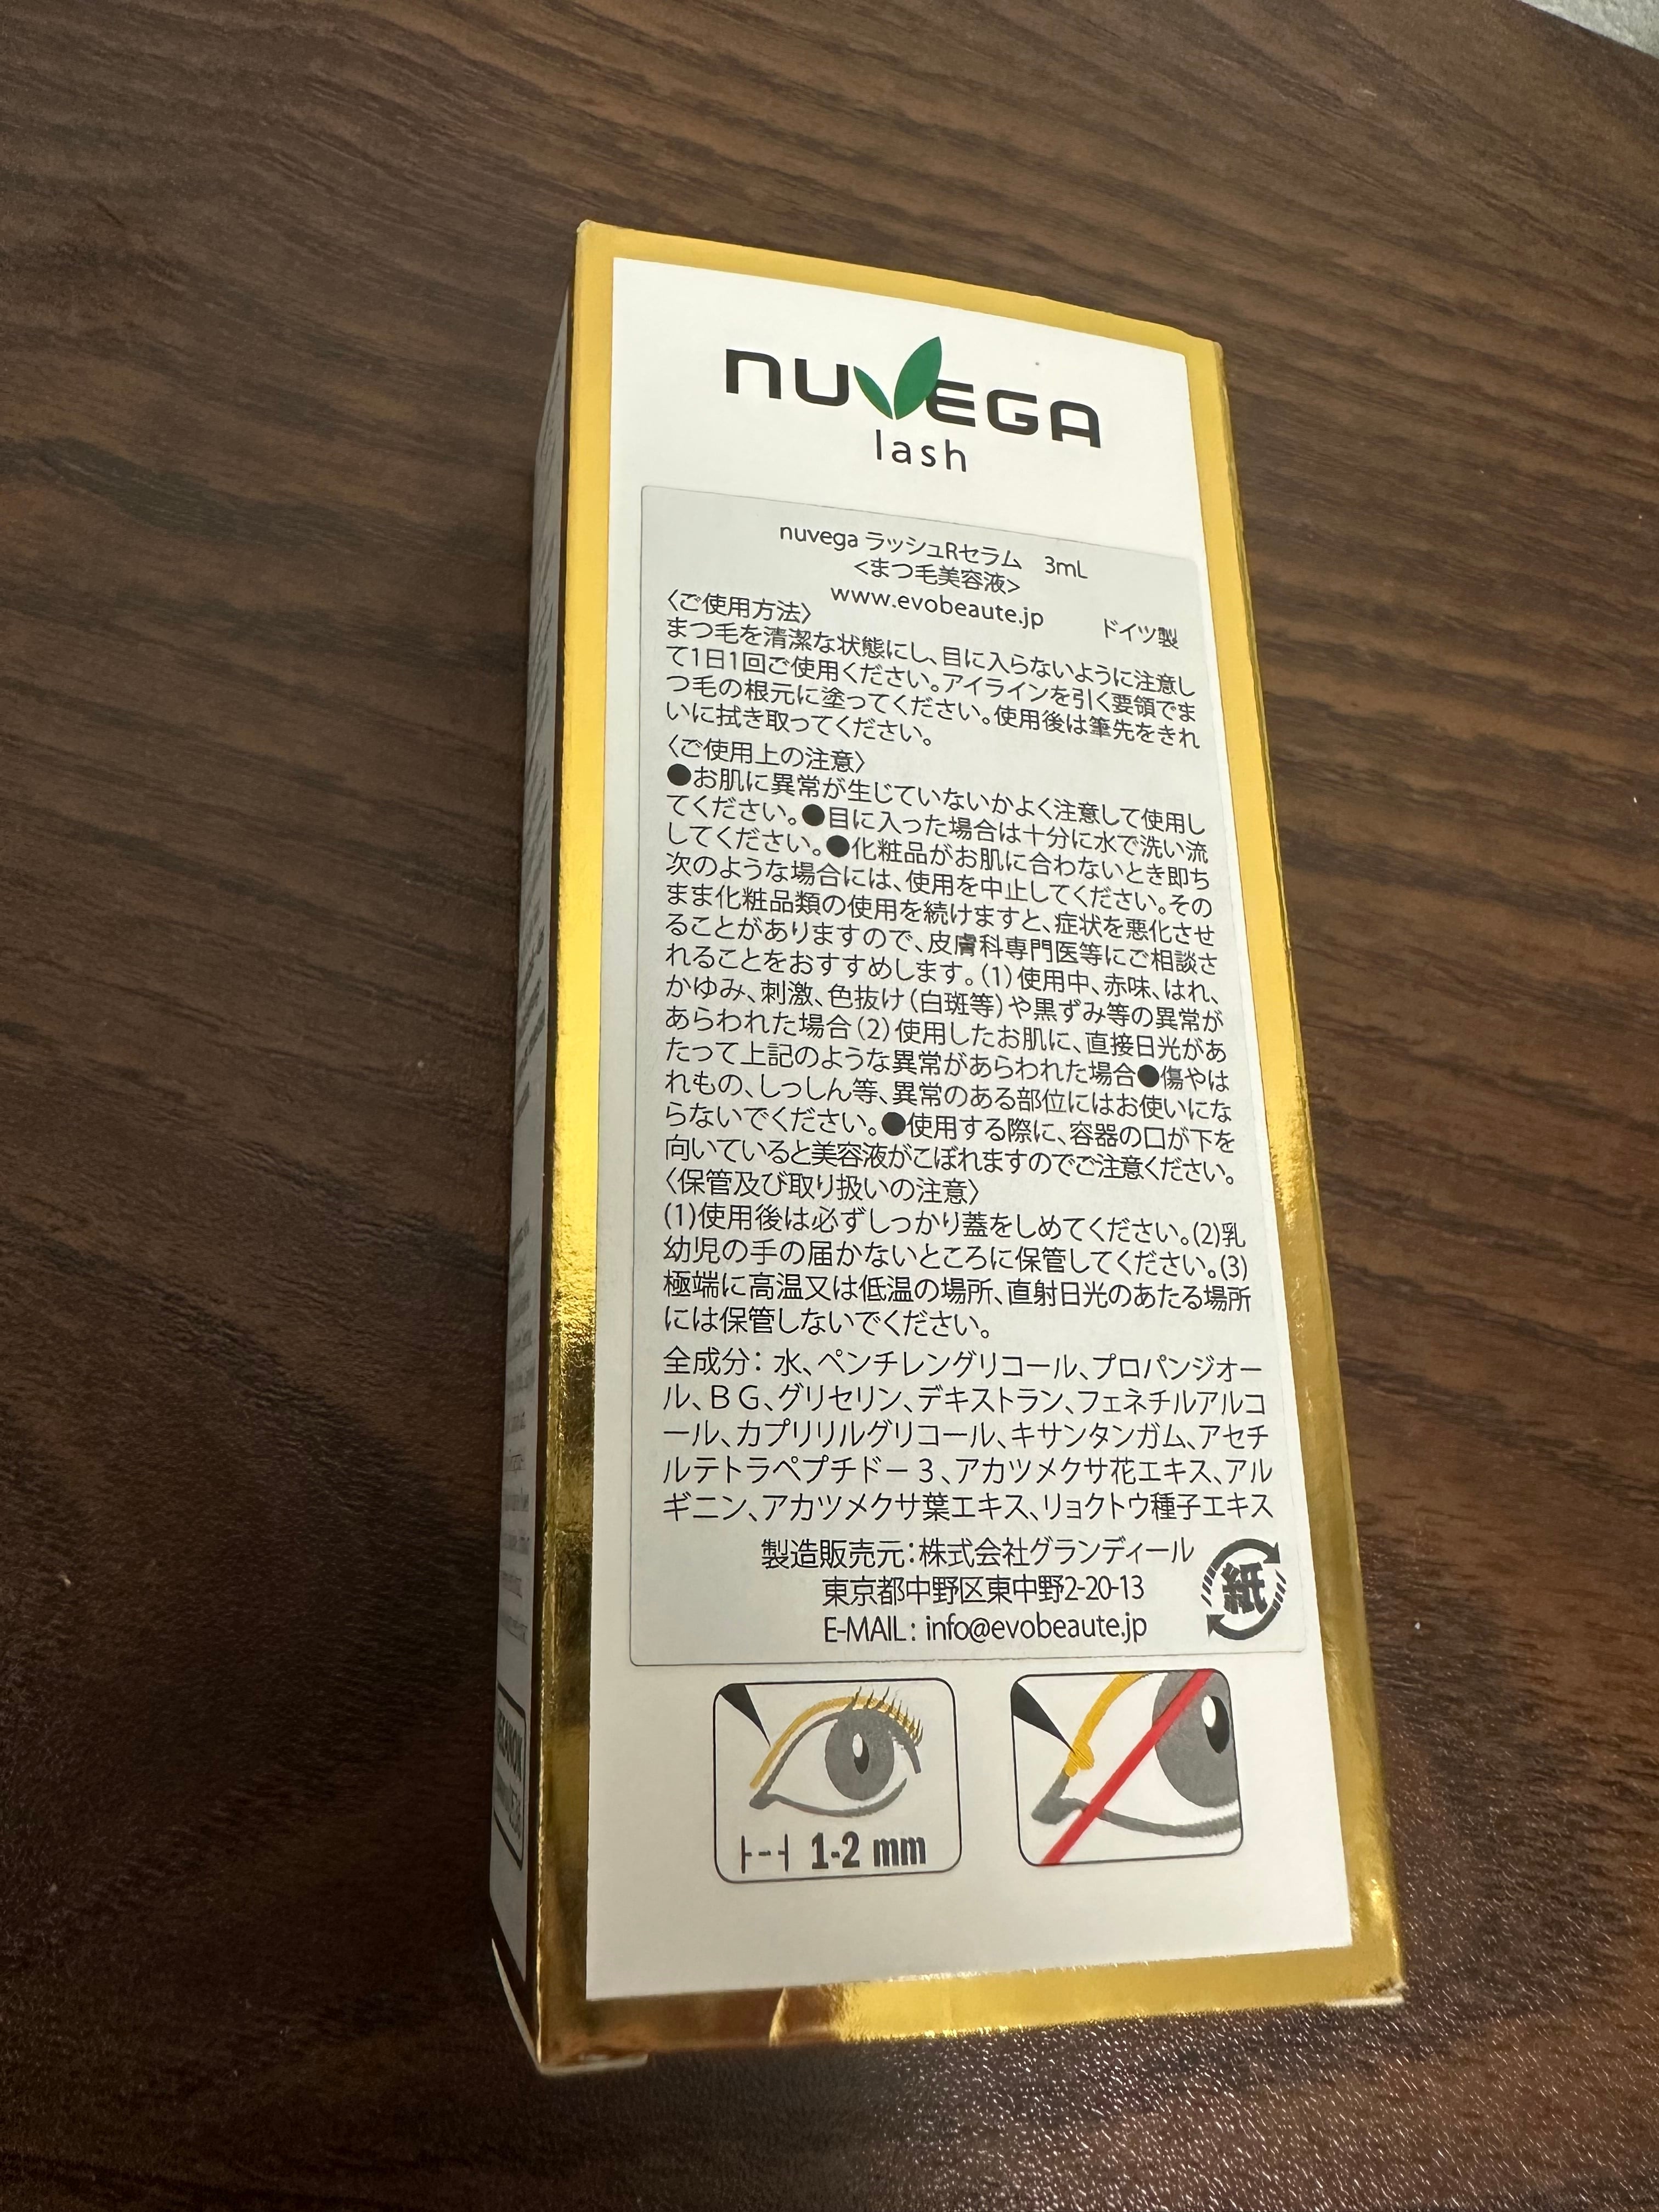 nuVEGA
lash
nuvega ラッシュRセラム 3mL
<まつ毛美容液>
www.evobeaute.jp
ドイツ製
〈ご使用方法〉
まつ毛を清潔な状態にし、目に入らないように注意し
て1日1回ご使用ください。アイラインを引く要領でま
つ毛の根元に塗ってください。使用後は筆先をきれ
いに拭き取ってください。
〈ご使用上の注意〉
●お肌に異常が生じていないかよく注意して使用し
てください。●目に入った場合は十分に水で洗い流
してください。●化粧品がお肌に合わないとき即ち
次のような場合には、使用を中止してください。その
まま化粧品類の使用を続けますと、症状を悪化させ
ることがありますので、皮膚科専門医等にご相談さ
れることをおすすめします。(1)使用中、赤味、はれ、
かゆみ、刺激、色抜け(白斑等)や黒ずみ等の異常が
あらわれた場合(2)使用したお肌に、直接日光があ
たって上記のような異常があらわれた場合●傷やは
れもの、しっしん等、異常のある部位にはお使いにな
らないでください。●使用する際に、容器の口が下を
向いていると美容液がこぼれますのでご注意ください。
〈保管及び取り扱いの注意〉
(1)使用後は必ずしっかり蓋をしめてください。(2)乳
幼児の手の届かないところに保管してください。(3)
極端に高温又は低温の場所、直射日光のあたる場所
には保管しないでください。
全成分：水、ペンチレングリコール、プロパンジオー
ル、BG、グリセリン、デキストラン、フェネチルアルコ
ール、カプリリルグリコール、キサンタンガム、アセチ
ルテトラペプチドー3、アカツメクサ花エキス、アル
ギニン、アカツメクサ葉エキス、リョクトウ種子エキス
製造販売元：株式会社グランディール
東京都中野区東中野2-20-13
E-MAIL：info@evobeaute.jp
紙
1-2 mm